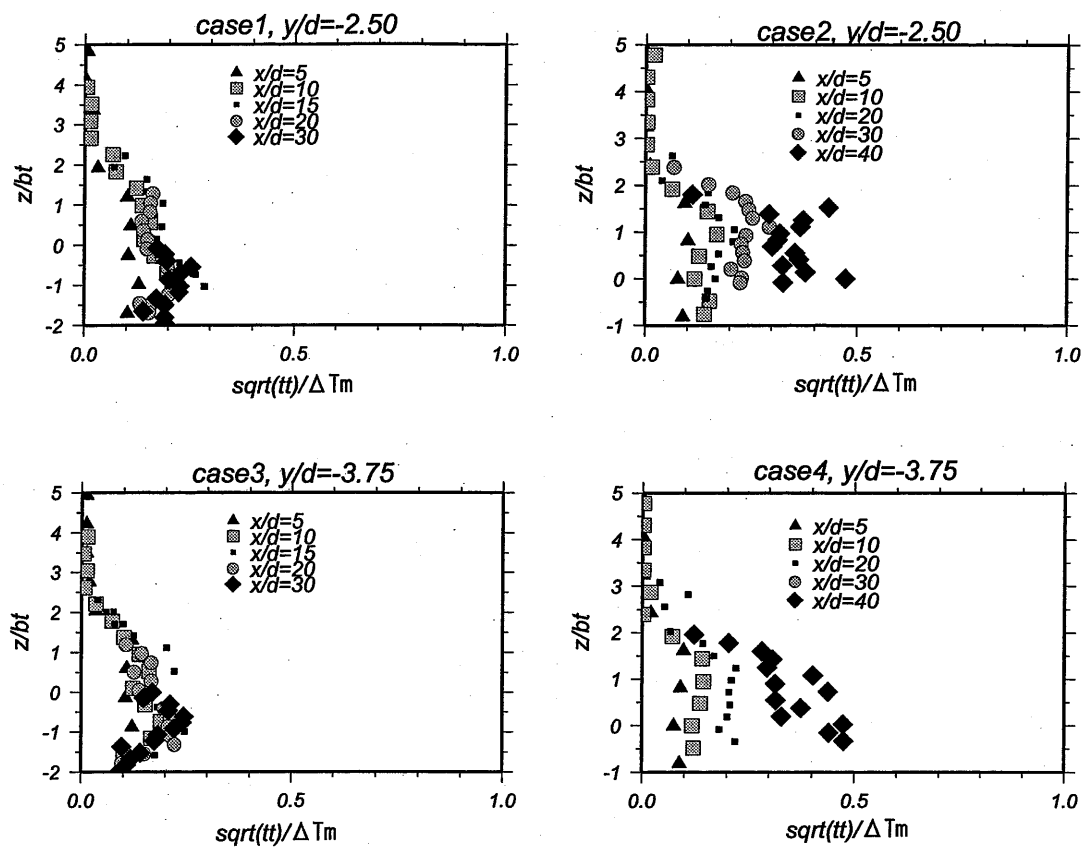 case1, y/d=-2.50
5
4
3
2
1
0
-1
-2
z/bt
x/d=5
x/d=10
x/d=15
x/d=20
x/d=30
0.0 0.5 1.0
sqrt(tt)/ΔTm
case2, y/d=-2.50
5
4
3
2
1
0
-1
z/bt
x/d=5
x/d=10
x/d=20
x/d=30
x/d=40
0.0 0.5 1.0
sqrt(tt)/ΔTm
case3, y/d=-3.75
5
4
3
2
1
0
-1
-2
z/bt
x/d=5
x/d=10
x/d=15
x/d=20
x/d=30
0.0 0.5 1.0
sqrt(tt)/ΔTm
case4, y/d=-3.75
5
4
3
2
1
0
-1
z/bt
x/d=5
x/d=10
x/d=20
x/d=30
x/d=40
0.0 0.5 1.0
sqrt(tt)/ΔTm